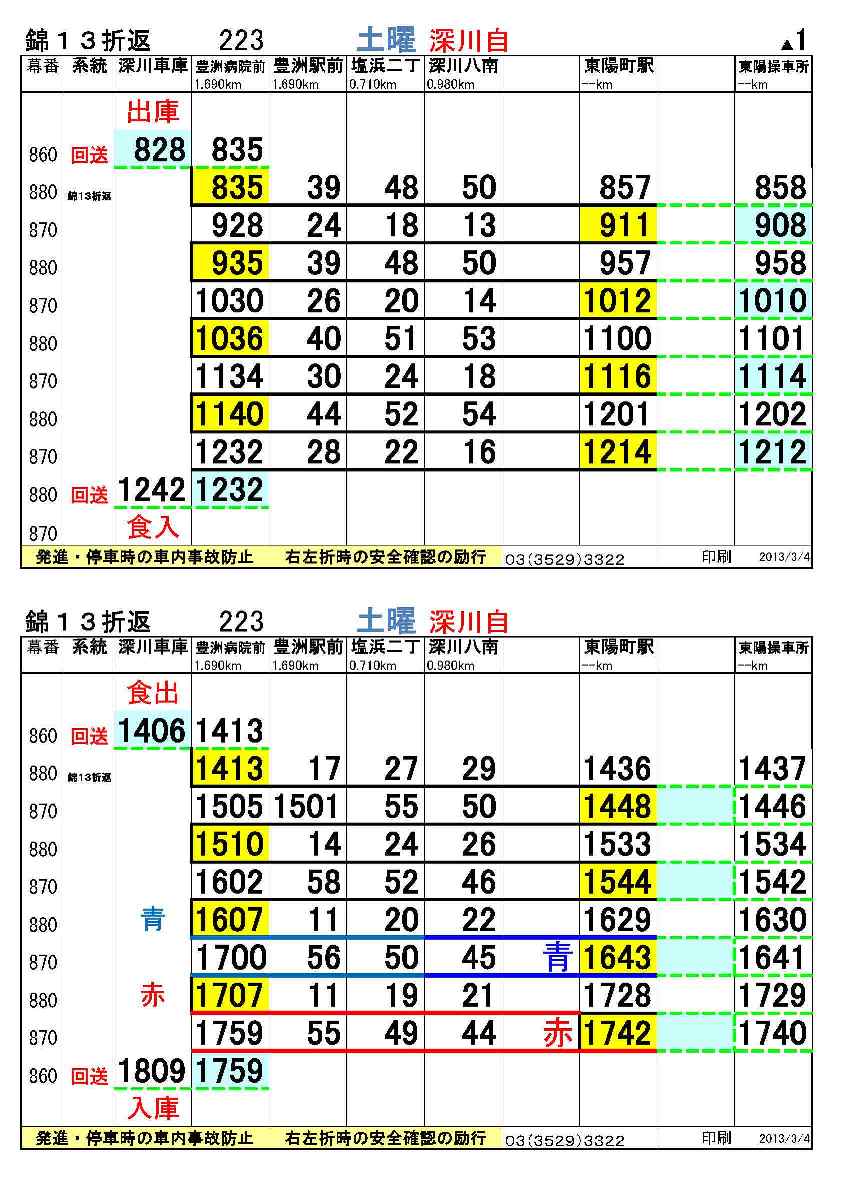 錦１３折返 223 土曜 深川自 ▲1
幕番 系統 深川車庫 豊洲病院前 豊洲駅前 塩浜二丁 深川八南 東陽町駅 東陽操車所
1.690km 1.690km 0.710km 0.980km --km --km
出庫
860 回送 828 835
880 錦13折返 835 39 48 50 857 858
870 928 24 18 13 911 908
880 935 39 48 50 957 958
870 1030 26 20 14 1012 1010
880 1036 40 51 53 1100 1101
870 1134 30 24 18 1116 1114
880 1140 44 52 54 1201 1202
870 1232 28 22 16 1214 1212
880 回送 1242 1232
870 食入
発進・停車時の車内事故防止 右左折時の安全確認の励行 03(3529)3322 印刷 2013/3/4
錦１３折返 223 土曜 深川自
幕番 系統 深川車庫 豊洲病院前 豊洲駅前 塩浜二丁 深川八南 東陽町駅 東陽操車所
1.690km 1.690km 0.710km 0.980km --km --km
食出
860 回送 1406 1413
880 錦13折返 1413 17 27 29 1436 1437
870 1505 1501 55 50 1448 1446
880 1510 14 24 26 1533 1534
870 1602 58 52 46 1544 1542
880 青 1607 11 20 22 1629 1630
870 1700 56 50 45 青 1643 1641
880 赤 1707 11 19 21 1728 1729
870 1759 55 49 44 赤 1742 1740
860 回送 1809 1759
入庫
発進・停車時の車内事故防止 右左折時の安全確認の励行 03(3529)3322 印刷 2013/3/4